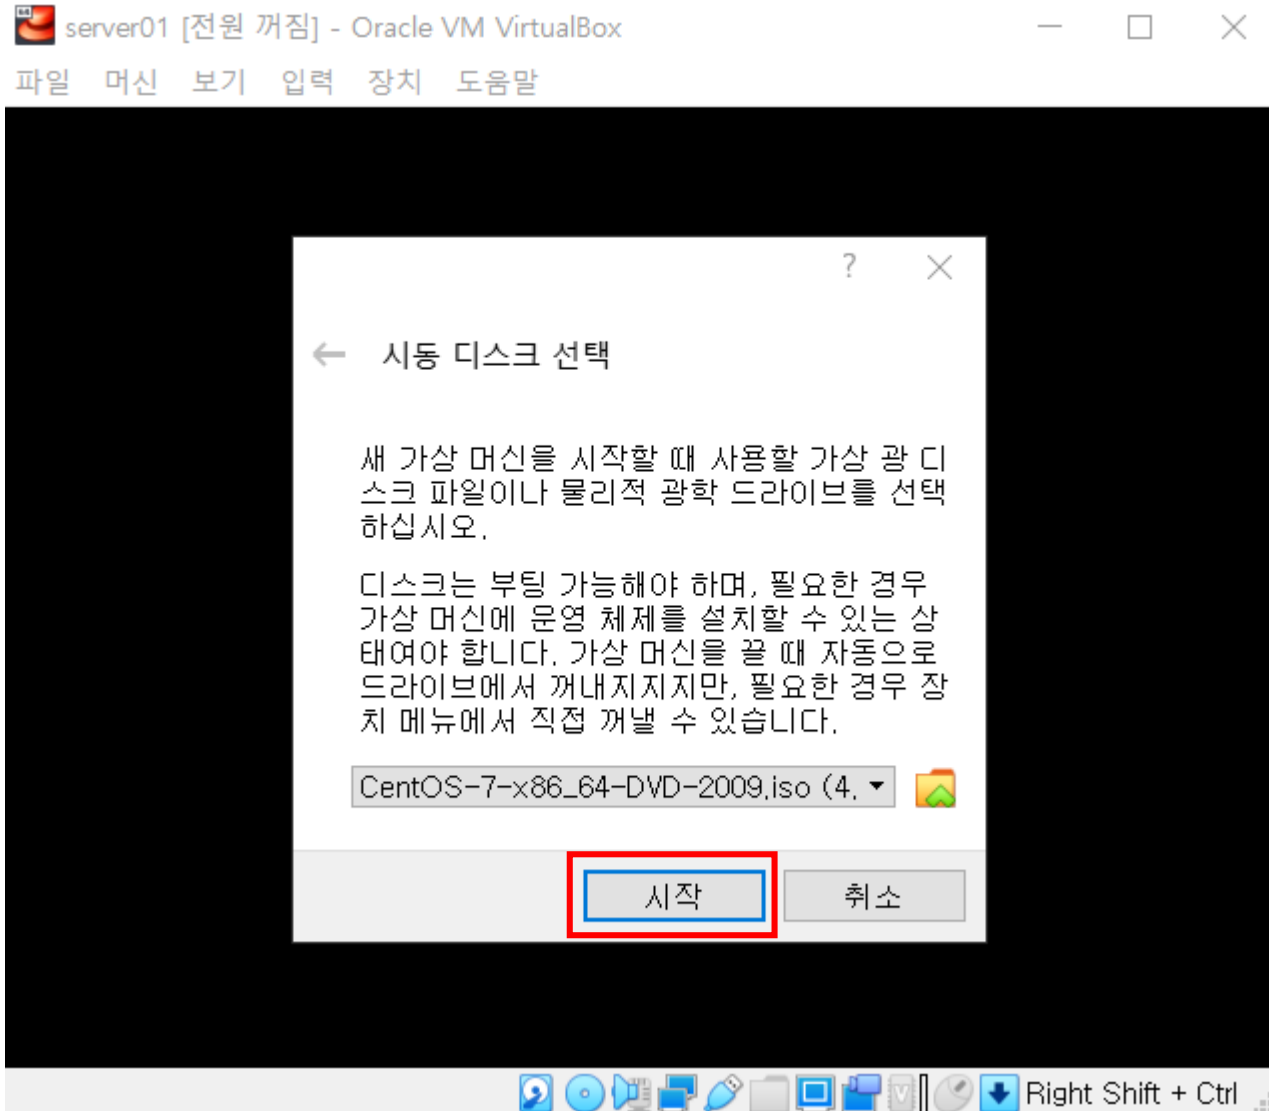 server01 [전원 꺼짐] - Oracle VM VirtualBox
파일 머신 보기 입력 장치 도움말
?
시동 디스크 선택
새 가상 머신을 시작할 때 사용할 가상 광 디
스크 파일이나 물리적 광학 드라이브를 선택
하십시오.
디스크는 부팅 가능해야 하며, 필요한 경우
가상 머신에 운영 체제를 설치할 수 있는 상
태여야 합니다. 가상 머신을 끌 때 자동으로
드라이브에서 꺼내지지지만, 필요한 경우 장
치 메뉴에서 직접 꺼낼 수 있습니다.
CentOS-7-x86_64-DVD-2009.iso (4.
시작 취소
Right Shift + Ctrl